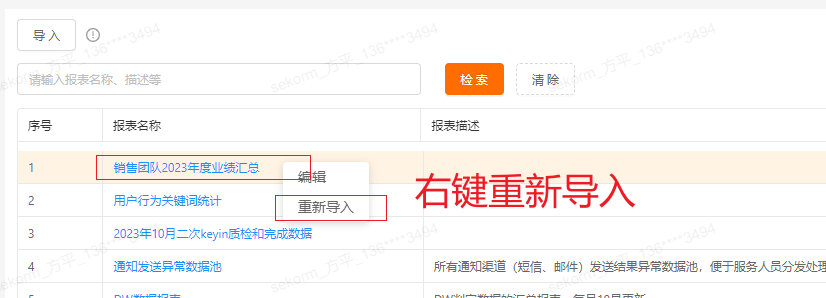 导 入
请输入报表名称、描述等
检 索
清 除
序号 报表名称 报表描述
1 销售团队2023年度业绩汇总
编辑
2 用户行为关键词统计
重新导入
右键重新导入
3 2023年10月二次keyin质检和完成数据
4 通知发送异常数据池 所有通知渠道（短信、邮件）发送结果异常数据池，便于服务人员分发处理
sekorm_方平_136****3494